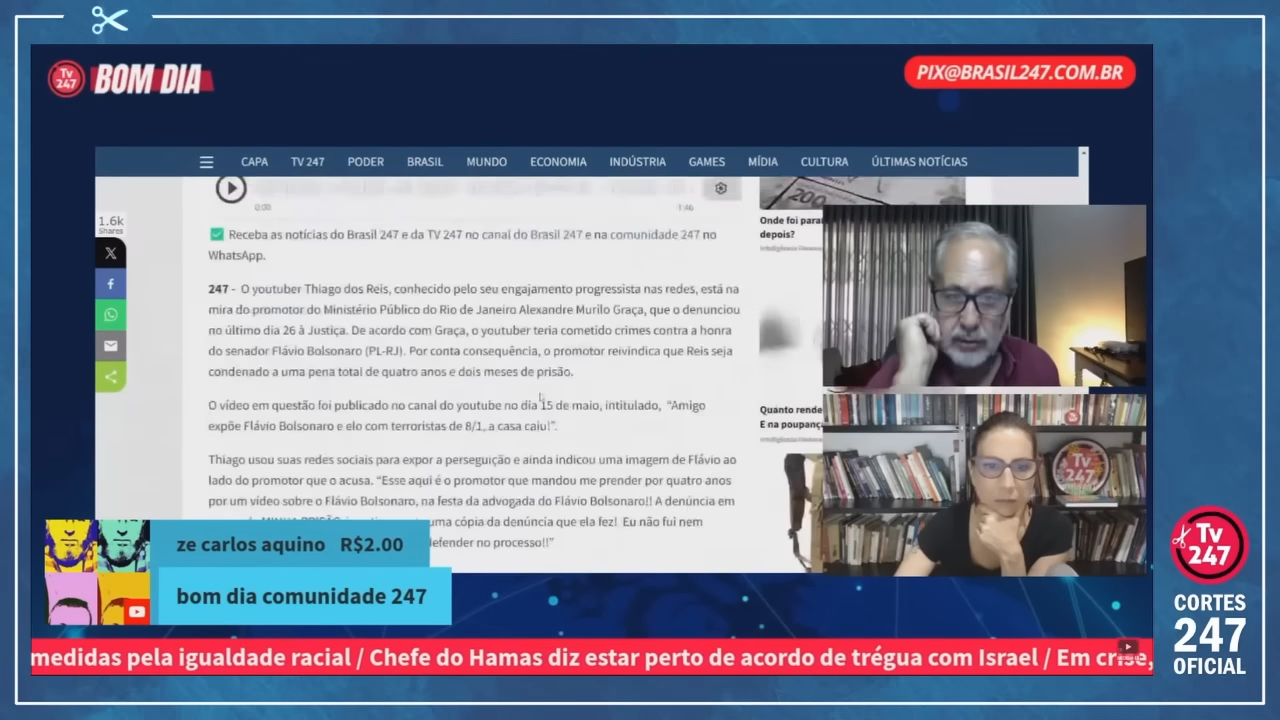 Tv 247 BOM DIA
PIX@BRASIL247.COM.BR
CAPA TV 247 PODER BRASIL MUNDO ECONOMIA INDÚSTRIA GAMES MÍDIA CULTURA ÚLTIMAS NOTÍCIAS
0:00 1:46
200
1.6k
Shares
Receba as notícias do Brasil 247 e da TV 247 no canal do Brasil 247 e na comunidade 247 no
WhatsApp.
247 - O youtuber Thiago dos Reis, conhecido pelo seu engajamento progressista nas redes, está na
mira do promotor do Ministério Público do Rio de Janeiro Alexandre Murilo Graça, que o denunciou
no último dia 26 à Justiça. De acordo com Graça, o youtuber teria cometido crimes contra a honra
do senador Flávio Bolsonaro (PL-RJ). Por conta consequência, o promotor reivindica que Reis seja
condenado a uma pena total de quatro anos e dois meses de prisão.
O vídeo em questão foi publicado no canal do youtube no dia 15 de maio, intitulado, “Amigo
expõe Flávio Bolsonaro e elo com terroristas de 8/1, a casa caiu!”.
Thiago usou suas redes sociais para expor a perseguição e ainda indicou uma imagem de Flávio ao
lado do promotor que o acusa. “Esse aqui é o promotor que mandou me prender por quatro anos
por um vídeo sobre o Flávio Bolsonaro, na festa da advogada do Flávio Bolsonaro!! A denúncia em
uma cópia da denúncia que ela fez! Eu não fui nem
defender no processo!!”
Onde foi parar
depois?
Quanto rende
E na poupanç
Tv
247
ze carlos aquino R$2.00
bom dia comunidade 247
medidas pela igualdade racial / Chefe do Hamas diz estar perto de acordo de trégua com Israel / Em crise,
Tv
247
CORTES
247
OFICIAL